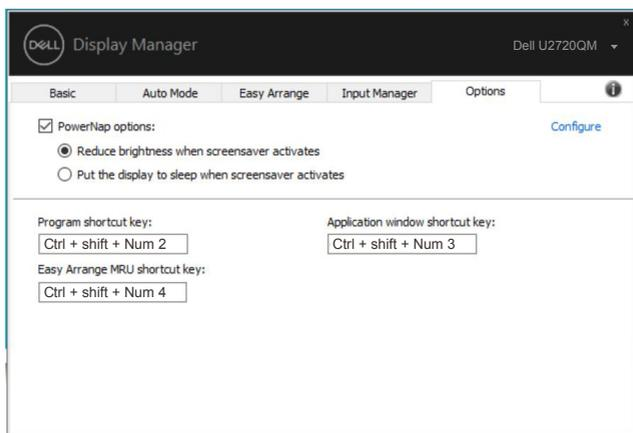 x
DELL Display Manager Dell U2720QM
Basic Auto Mode Easy Arrange Input Manager Options i
PowerNap options: Configure
Reduce brightness when screensaver activates
Put the display to sleep when screensaver activates
Program shortcut key: Application window shortcut key:
Ctrl + shift + Num 2 Ctrl + shift + Num 3
Easy Arrange MRU shortcut key:
Ctrl + shift + Num 4